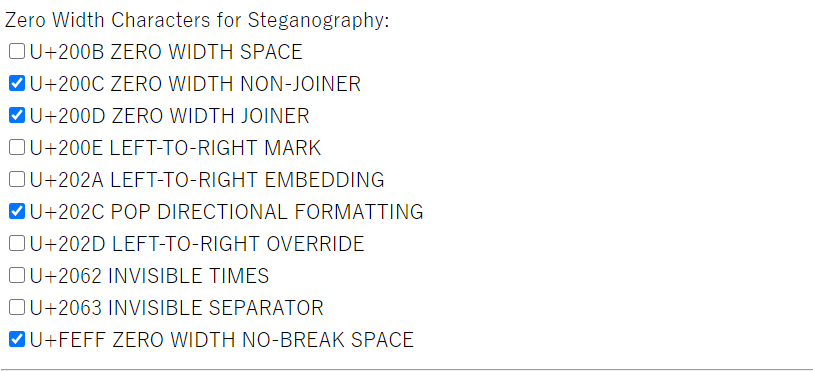 Zero Width Characters for Steganography:
U+200B ZERO WIDTH SPACE
U+200C ZERO WIDTH NON-JOINER
U+200D ZERO WIDTH JOINER
U+200E LEFT-TO-RIGHT MARK
U+202A LEFT-TO-RIGHT EMBEDDING
U+202C POP DIRECTIONAL FORMATTING
U+202D LEFT-TO-RIGHT OVERRIDE
U+2062 INVISIBLE TIMES
U+2063 INVISIBLE SEPARATOR
U+FEFF ZERO WIDTH NO-BREAK SPACE